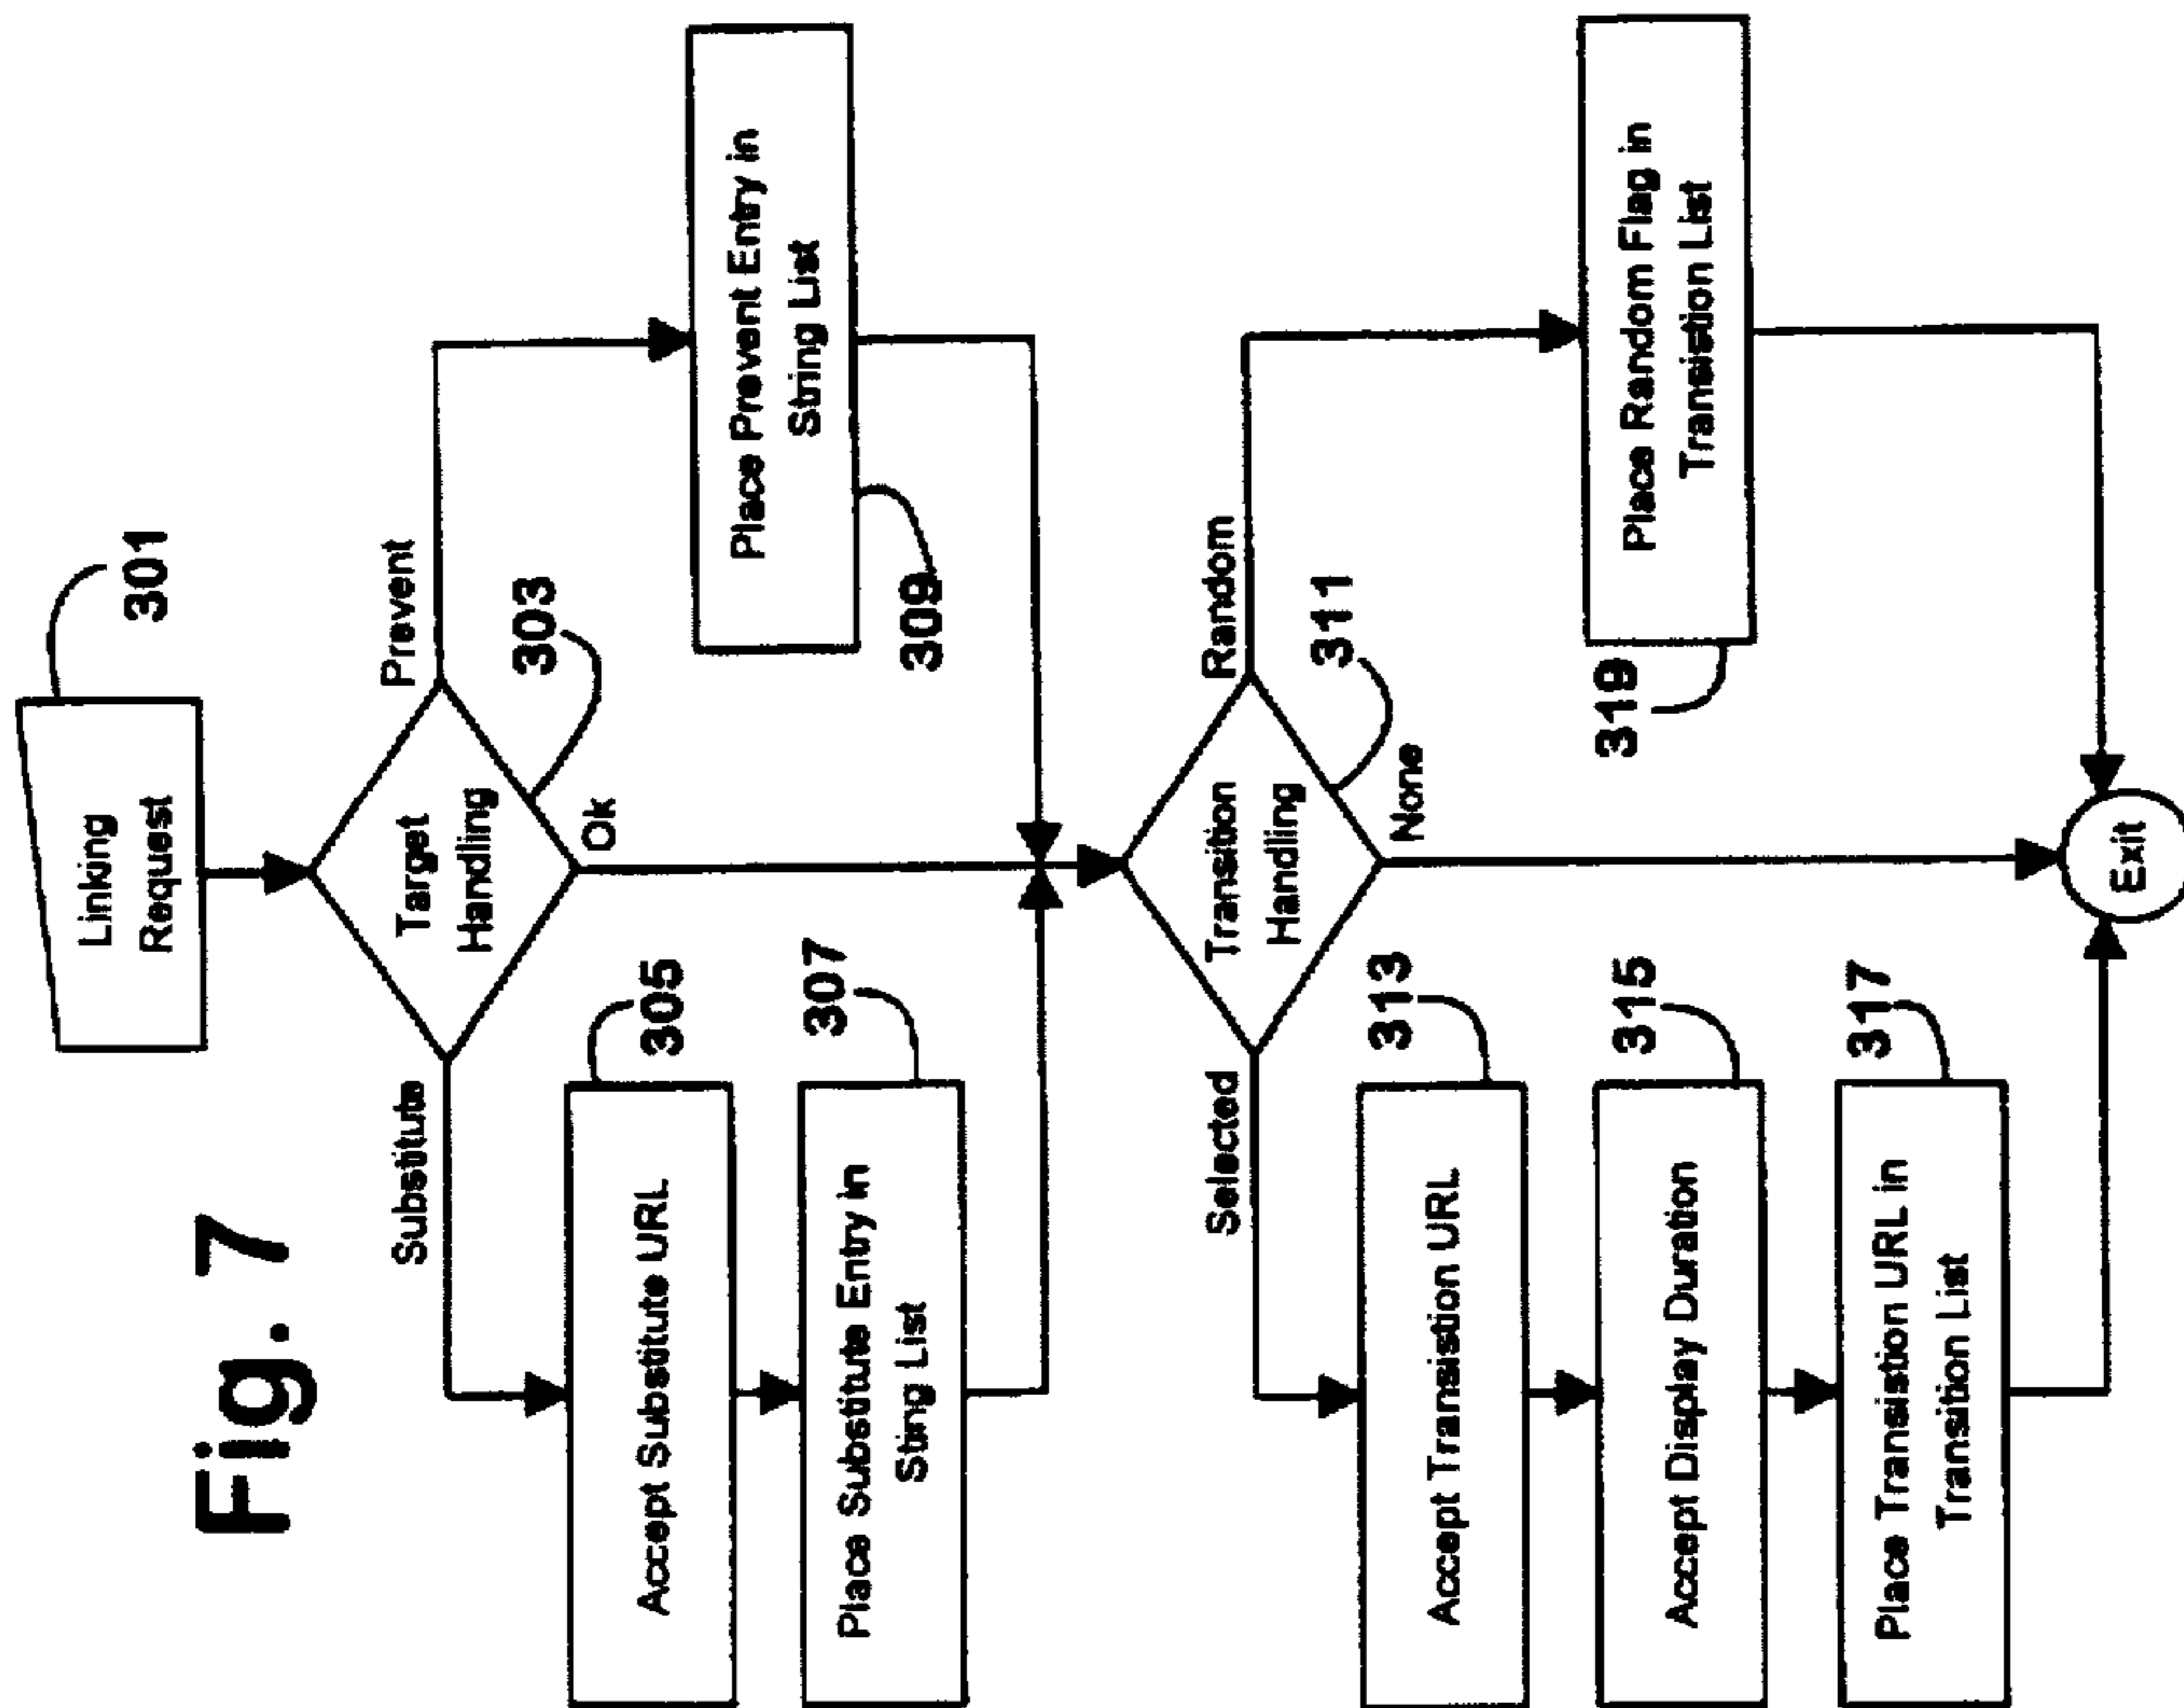 Fig. 7
Linking
Request
301
Target
Handling
303
Substitute
Prevent
Ok
Accept Substitute URL
305
Place Substitute Entry in
Sting List
307
Place Prevent Entry in
String List
309
Transition
Handling
311
Selected
Random
None
Accept Transistion URL
313
Accept Display Duration
315
Place Transistion URL in
Transition List
317
Place Random Flag in
Transistion List
319
Exit